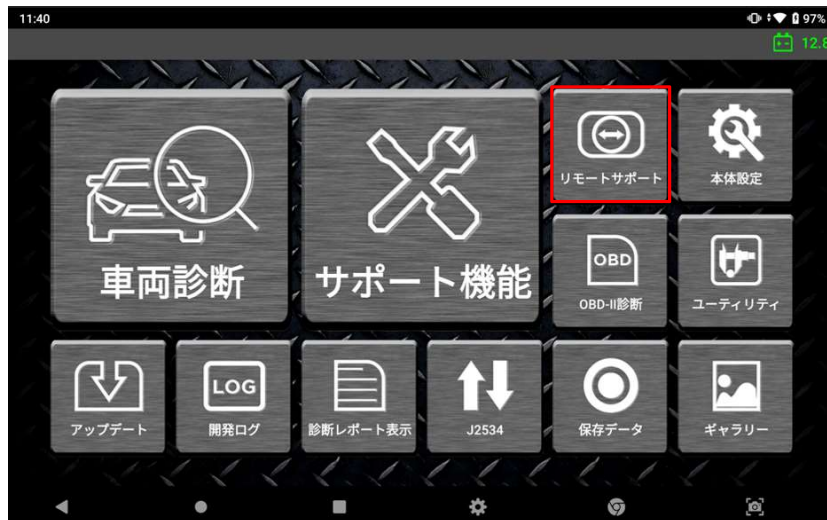 11:40 97%
12.8
車両診断
サポート機能
リモートサポート
本体設定
OBD
OBD-II診断
ユーティリティ
アップデート
LOG
開発ログ
診断レポート表示
J2534
保存データ
ギャラリー